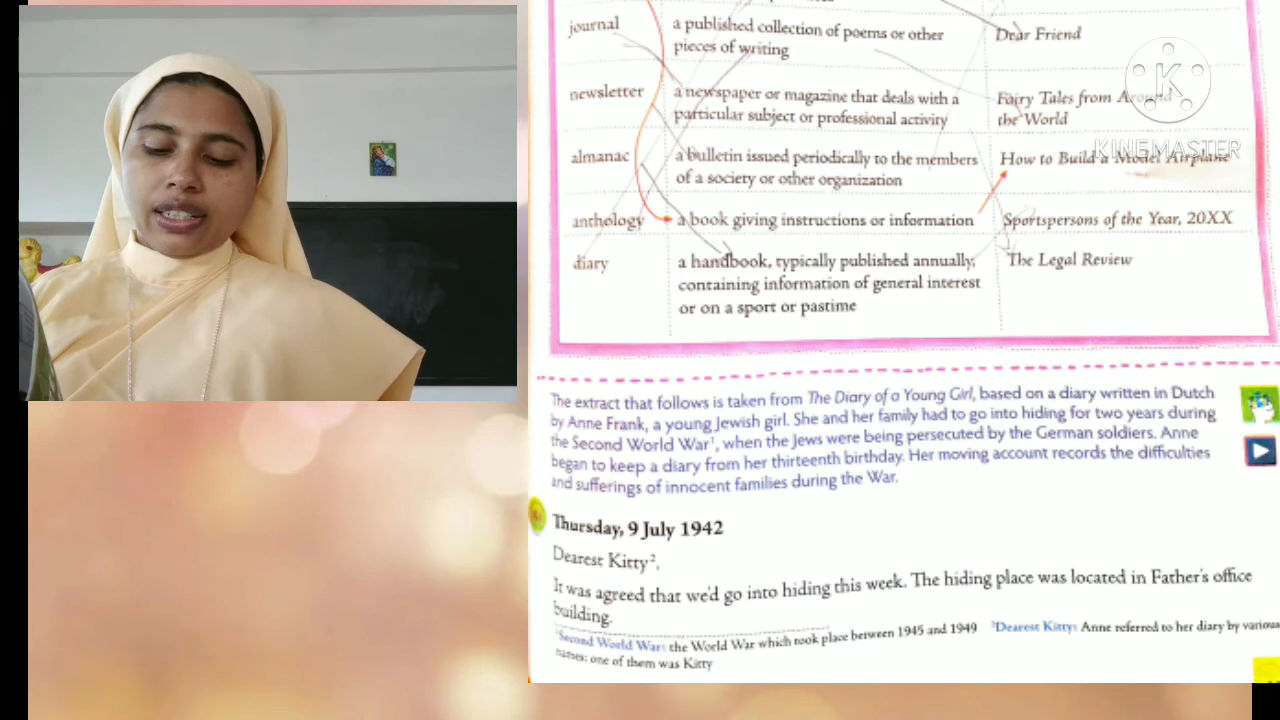 journal
a published collection of poems or other
pieces of writing
Dear Friend
newsletter
a newspaper or magazine that deals with a
particular subject or professional activity
Fairy Tales from Around
the World
almanac
a bulletin issued periodically to the members
of a society or other organization
How to Build a Model Airplane
anthology
a book giving instructions or information
Sportspersons of the Year, 20XX
diary
a handbook, typically published annually,
containing information of general interest
or on a sport or pastime
The Legal Review
K
KINEMASTER
The extract that follows is taken from The Diary of a Young Girl, based on a diary written in Dutch
by Anne Frank, a young Jewish girl. She and her family had to go into hiding for two years during
the Second World War¹, when the Jews were being persecuted by the German soldiers. Anne
began to keep a diary from her thirteenth birthday. Her moving account records the difficulties
and sufferings of innocent families during the War.
Thursday, 9 July 1942
Dearest Kitty²,
It was agreed that we'd go into hiding this week. The hiding place was located in Father's office
building.
¹Second World War: the World War which took place between 1945 and 1949 ²Dearest Kitty: Anne referred to her diary by various
names; one of them was Kitty